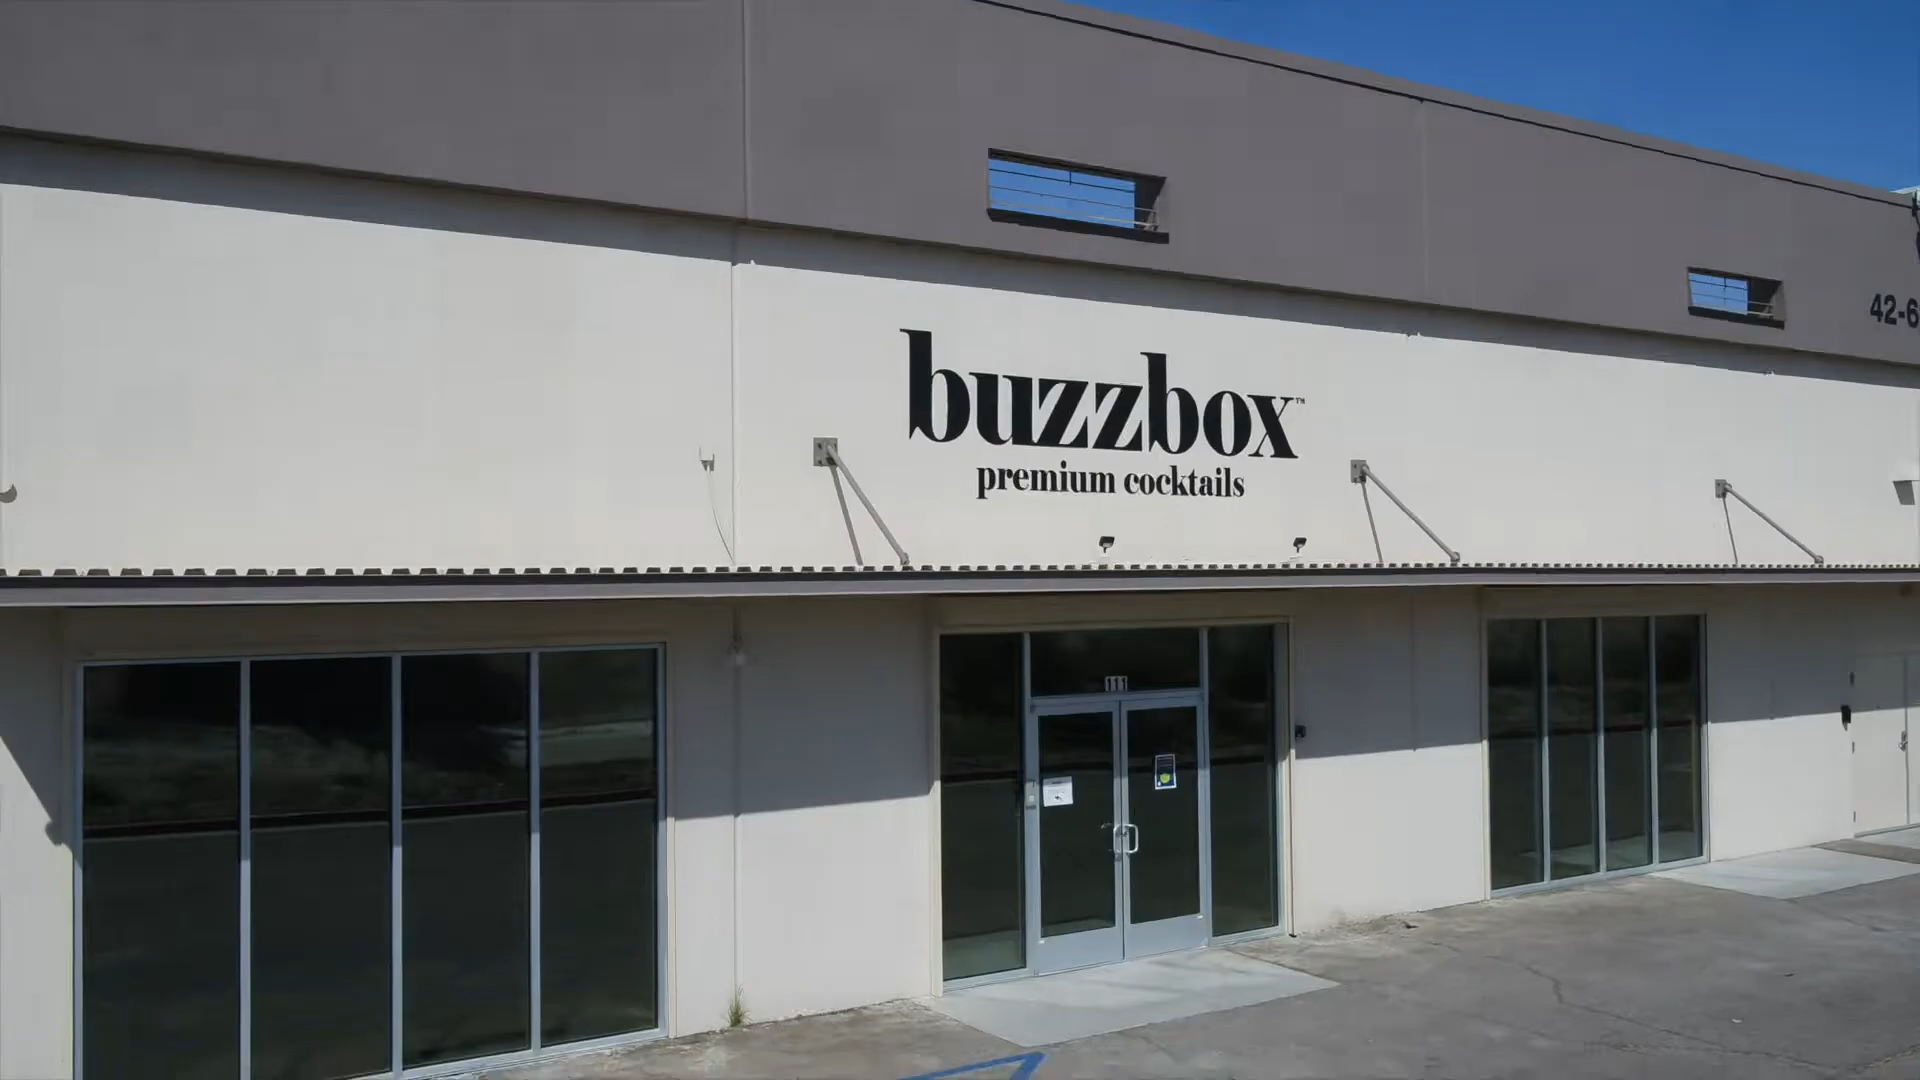 buzzbox™
premium cocktails
42-6
111